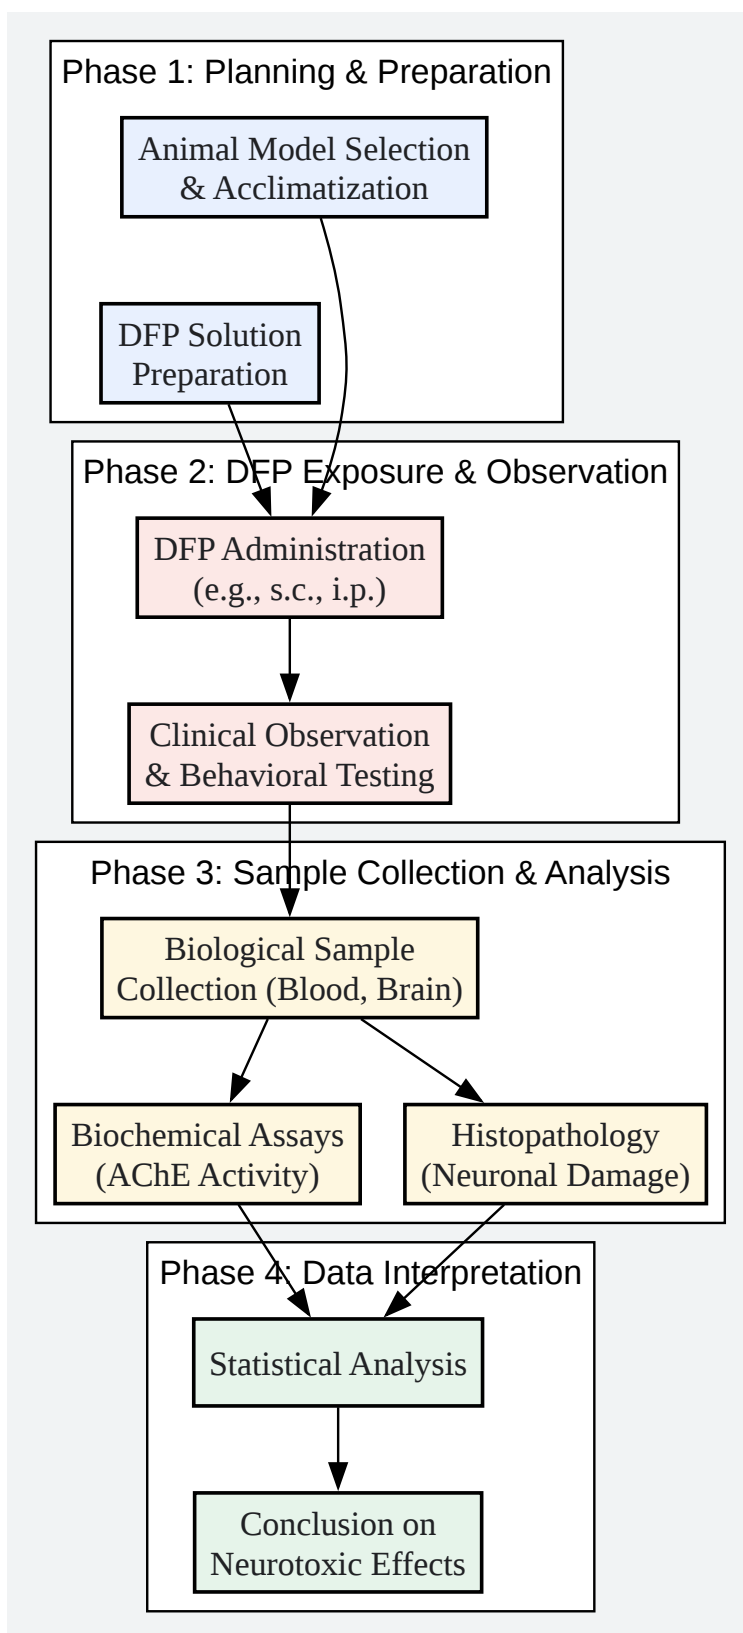 Phase 1: Planning & Preparation
Animal Model Selection
& Acclimatization
DFP Solution
Preparation
Phase 2: DFP Exposure & Observation
DFP Administration
(e.g., s.c., i.p.)
Clinical Observation
& Behavioral Testing
Phase 3: Sample Collection & Analysis
Biological Sample
Collection (Blood, Brain)
Biochemical Assays
(AChE Activity)
Histopathology
(Neuronal Damage)
Phase 4: Data Interpretation
Statistical Analysis
Conclusion on
Neurotoxic Effects